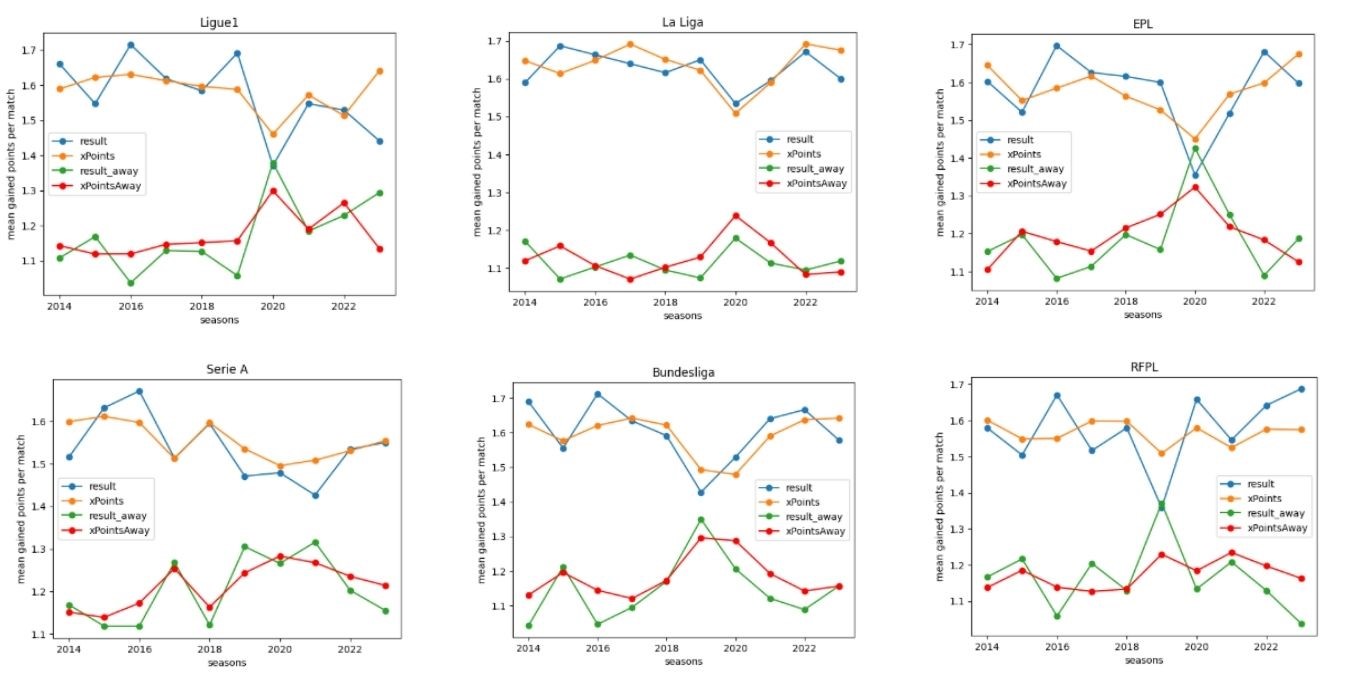 Ligue1
mean gained points per match
1.7
1.6
1.5
1.4
1.3
1.2
1.1
result
xPoints
result_away
xPointsAway
2014
2016
2018
2020
2022
seasons
La Liga
mean gained points per match
1.7
1.6
1.5
1.4
1.3
1.2
1.1
result
xPoints
result_away
xPointsAway
2014
2016
2018
2020
2022
seasons
EPL
mean gained points per match
1.7
1.6
1.5
1.4
1.3
1.2
1.1
result
xPoints
result_away
xPointsAway
2014
2016
2018
2020
2022
seasons
Serie A
mean gained points per match
1.6
1.5
1.4
1.3
1.2
1.1
result
xPoints
result_away
xPointsAway
2014
2016
2018
2020
2022
seasons
Bundesliga
mean gained points per match
1.7
1.6
1.5
1.4
1.3
1.2
1.1
result
xPoints
result_away
xPointsAway
2014
2016
2018
2020
2022
seasons
RFPL
mean gained points per match
1.7
1.6
1.5
1.4
1.3
1.2
1.1
result
xPoints
result_away
xPointsAway
2014
2016
2018
2020
2022
seasons